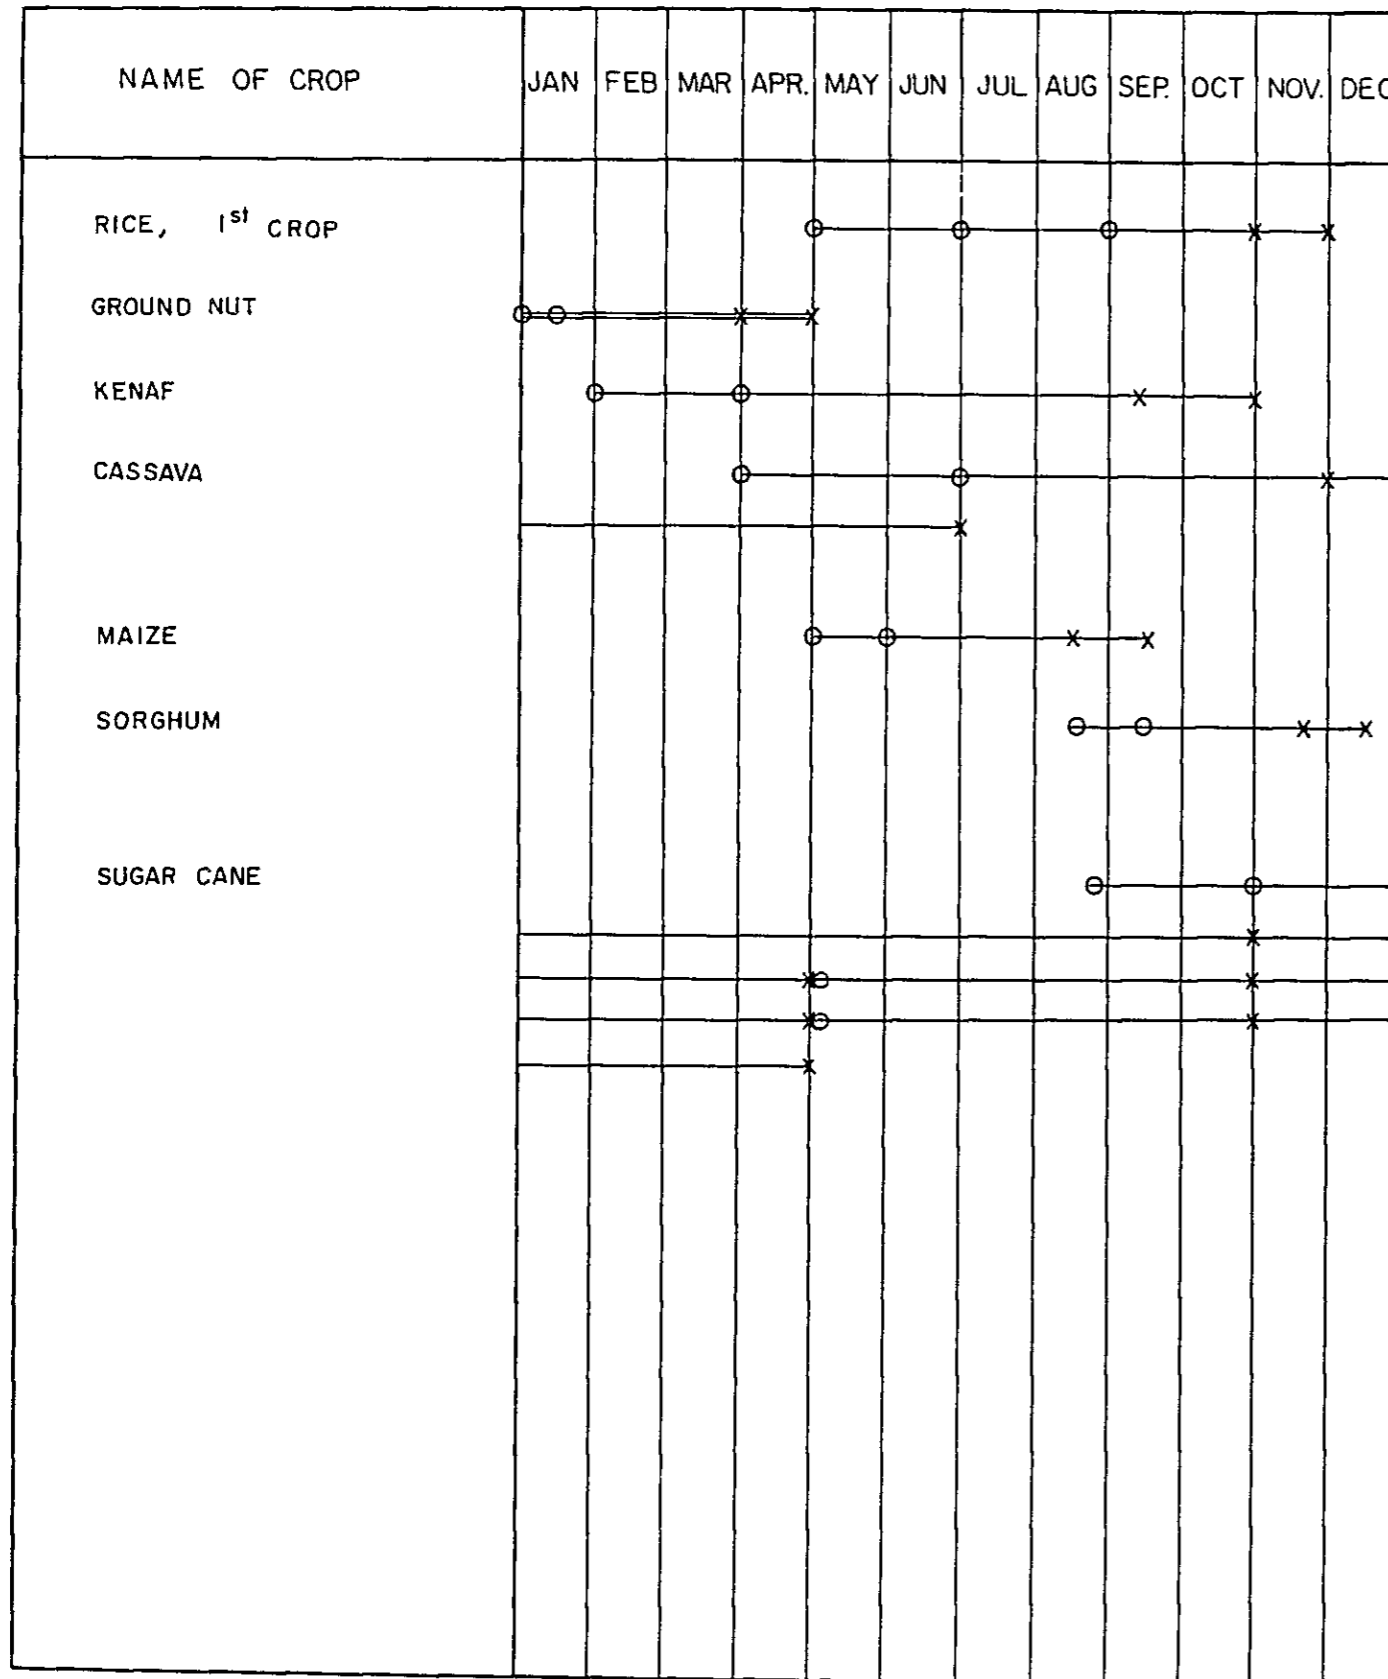 NAME OF CROP JAN FEB MAR APR. MAY JUN JUL AUG SEP. OCT NOV. DEC
RICE, 1st CROP
GROUND NUT
KENAF
CASSAVA
MAIZE
SORGHUM
SUGAR CANE